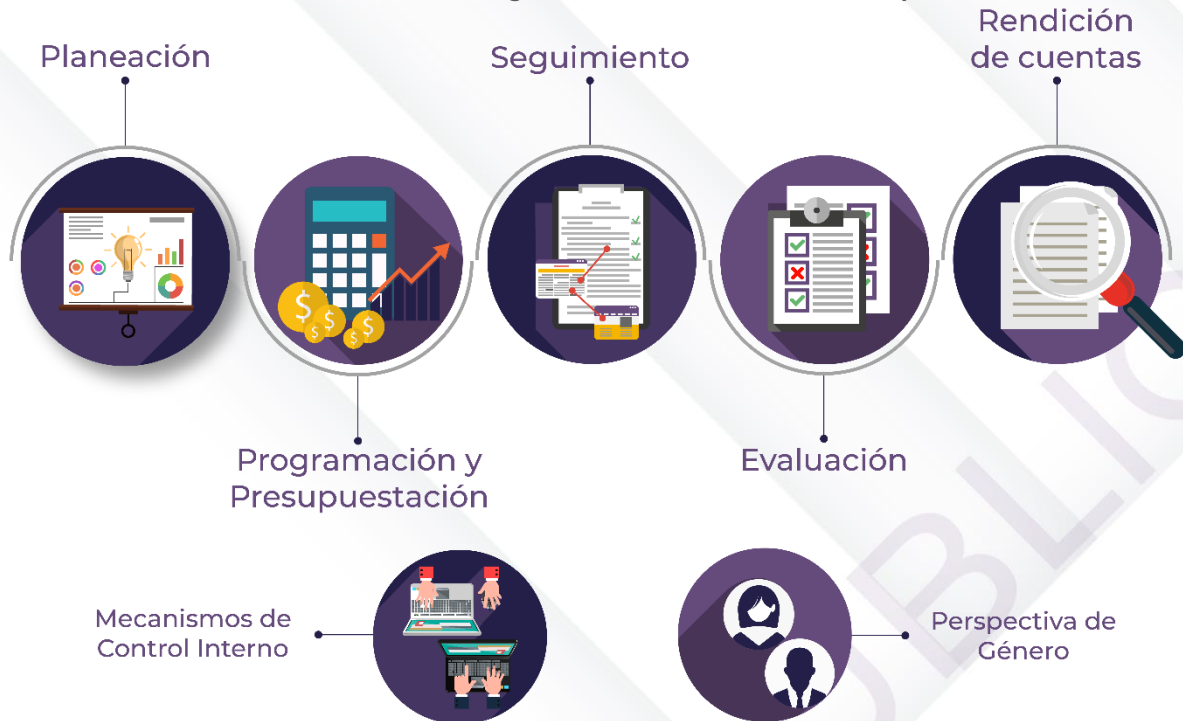 Planeación
Seguimiento
Rendición
de cuentas
$
$
$
$
$
Programación y
Presupuestación
Evaluación
Mecanismos de
Control Interno
Perspectiva de
Género